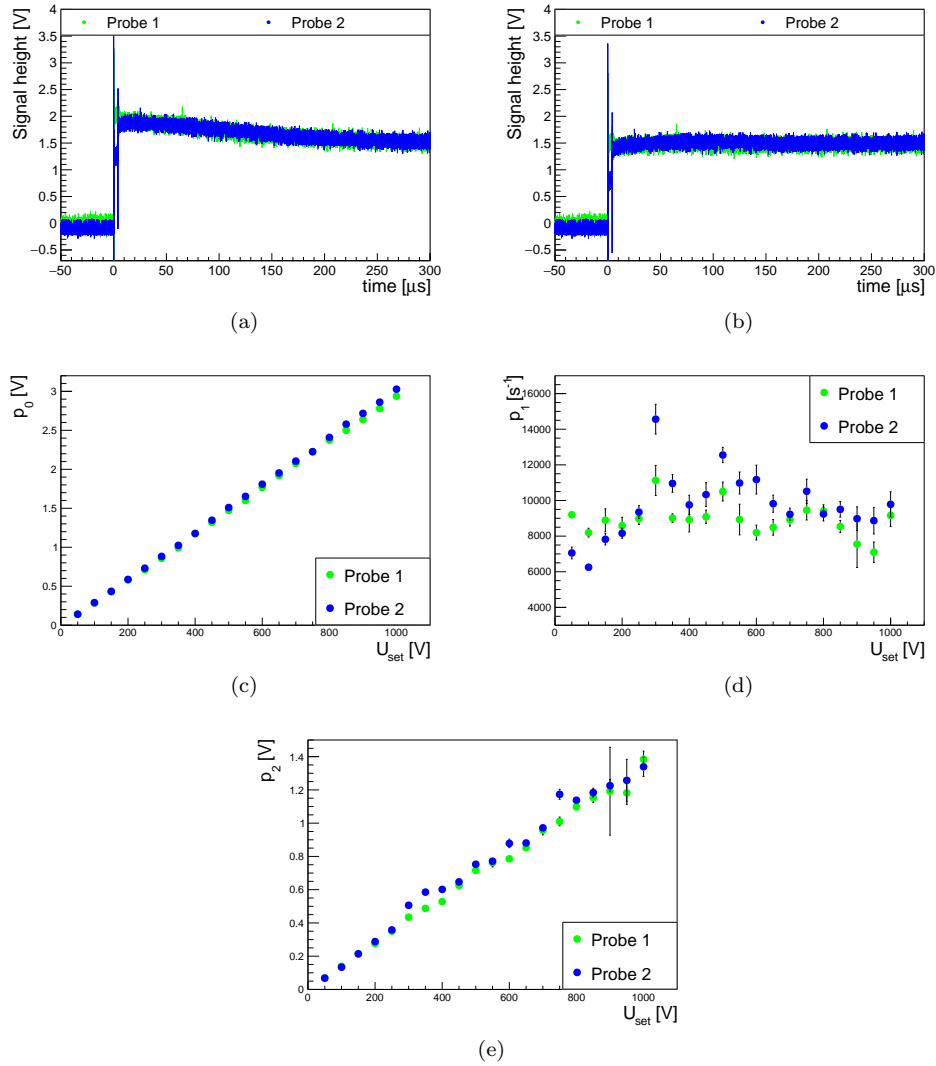 Probe 1 Probe 2
Signal height [V]
4
3.5
3
2.5
2
1.5
1
0.5
0
−0.5
−50 0 50 100 150 200 250 300
time [μs]
(a)
Probe 1 Probe 2
Signal height [V]
4
3.5
3
2.5
2
1.5
1
0.5
0
−0.5
−50 0 50 100 150 200 250 300
time [μs]
(b)
p0 [V]
3
2.5
2
1.5
1
0.5
0
0 200 400 600 800 1000
Uset [V]
Probe 1
Probe 2
(c)
p1 [s-1]
16000
14000
12000
10000
8000
6000
4000
0 200 400 600 800 1000
Uset [V]
Probe 1
Probe 2
(d)
p2 [V]
1.4
1.2
1
0.8
0.6
0.4
0.2
0
0 200 400 600 800 1000
Uset [V]
Probe 1
Probe 2
(e)